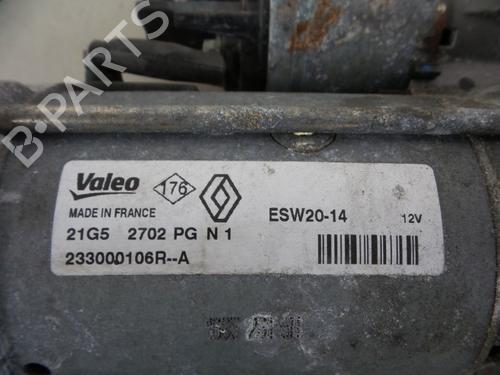 B-PARTS
Valeo 176
MADE IN FRANCE ESW20-14 12V
21G5 2702 PG N 1
233000106R--A